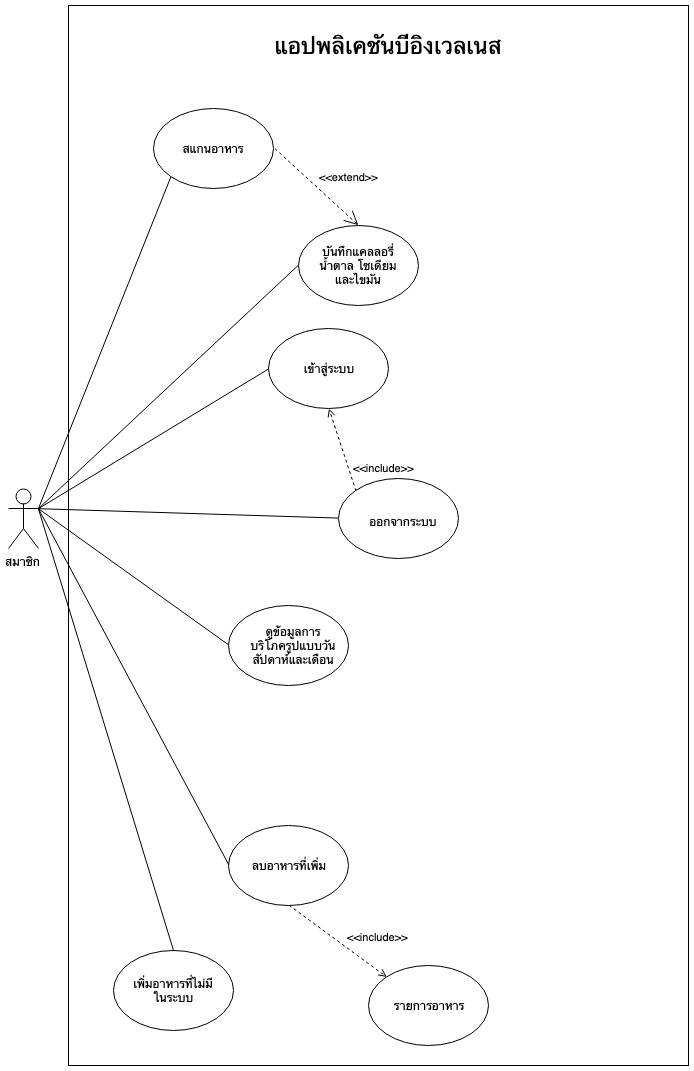 แอปพลิเคชันบีอิงเวลเนส
สแกนอาหาร
<<extend>>
บันทึกแคลลอรี่
น้ำตาล โซเดียม
และไขมัน
เข้าสู่ระบบ
<<include>>
ออกจากระบบ
สมาชิก
ดูข้อมูลการ
บริโภครูปแบบวัน
สัปดาห์และเดือน
ลบอาหารที่เพิ่ม
<<include>>
เพิ่มอาหารที่ไม่มี
ในระบบ
รายการอาหาร